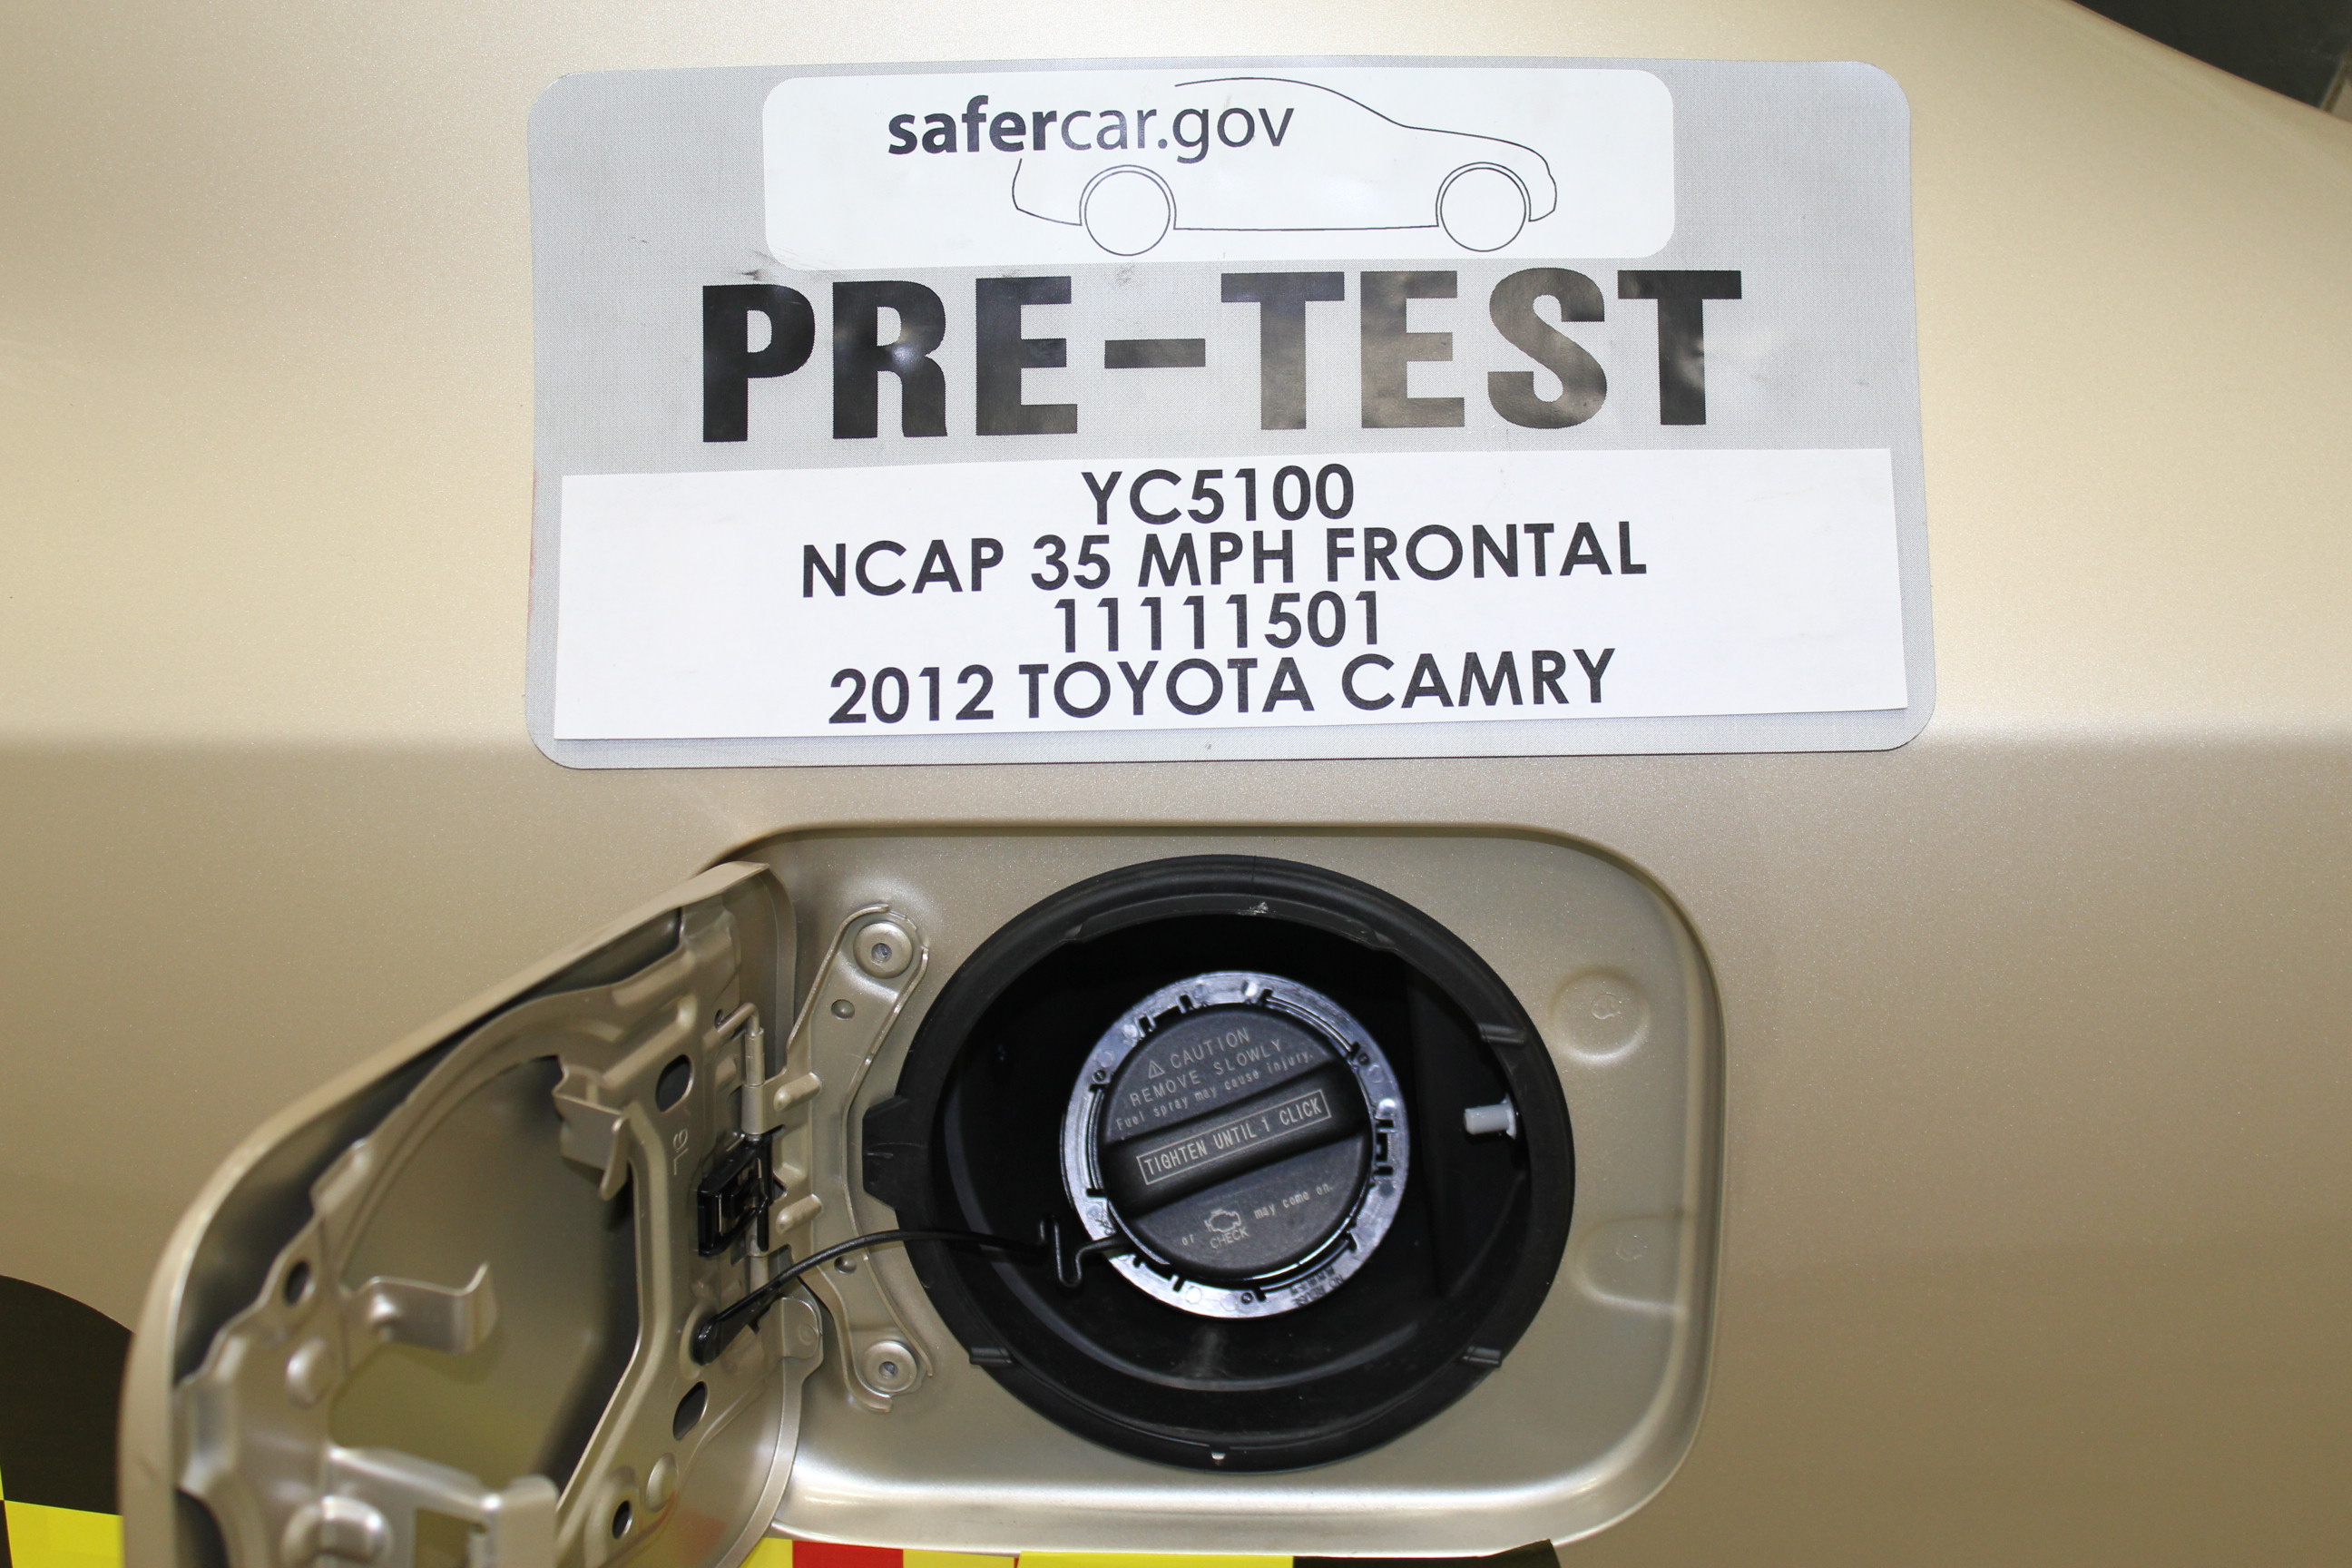 safercar.gov
PRE-TEST
YC5100
NCAP 35 MPH FRONTAL
11111501
2012 TOYOTA CAMRY
⚠ CAUTION
REMOVE SLOWLY
Fuel spray may cause injury.
TIGHTEN UNTIL 1 CLICK
or CHECK may come on.